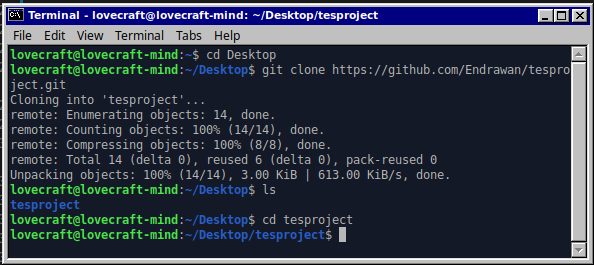 Terminal - lovecraft@lovecraft-mind: ~/Desktop/tesproject
File Edit View Terminal Tabs Help
lovecraft@lovecraft-mind:~$ cd Desktop
lovecraft@lovecraft-mind:~/Desktop$ git clone https://github.com/Endrawan/tespro
ject.git
Cloning into 'tesproject'...
remote: Enumerating objects: 14, done.
remote: Counting objects: 100% (14/14), done.
remote: Compressing objects: 100% (8/8), done.
remote: Total 14 (delta 0), reused 6 (delta 0), pack-reused 0
Unpacking objects: 100% (14/14), 3.00 KiB | 613.00 KiB/s, done.
lovecraft@lovecraft-mind:~/Desktop$ ls
tesproject
lovecraft@lovecraft-mind:~/Desktop$ cd tesproject
lovecraft@lovecraft-mind:~/Desktop/tesproject$